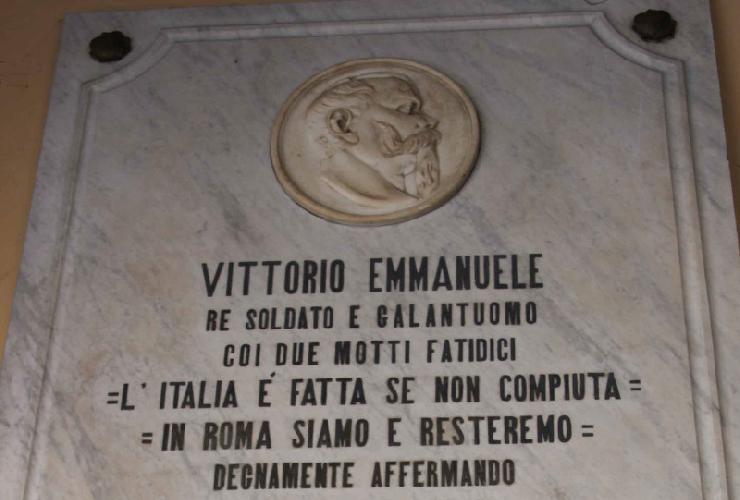 VITTORIO EMMANUELE
RE SOLDATO E GALANTUOMO
COI DUE MOTTI FATIDICI
=L' ITALIA É FATTA SE NON COMPIUTA=
=IN ROMA SIAMO E RESTEREMO=
DEGNAMENTE AFFERMANDO